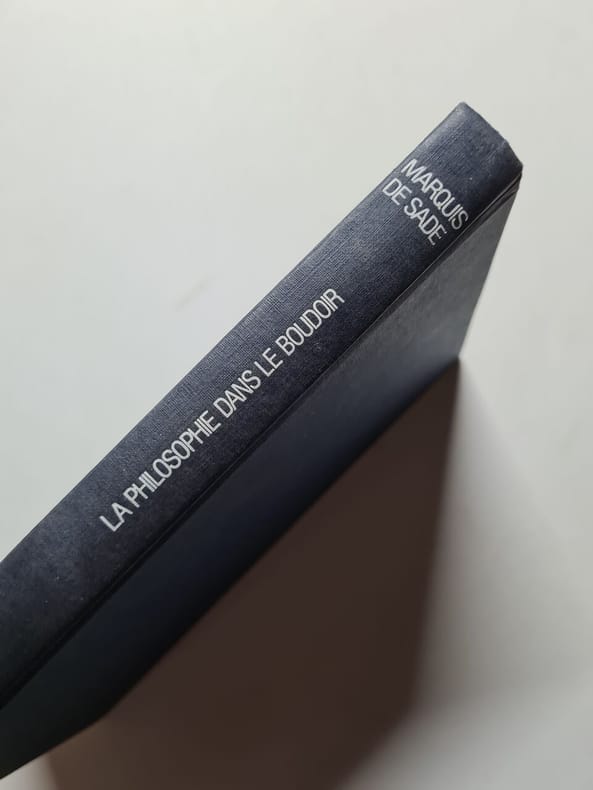 MARQUIS
DE SADE
LA PHILOSOPHIE DANS LE BOUDOIR